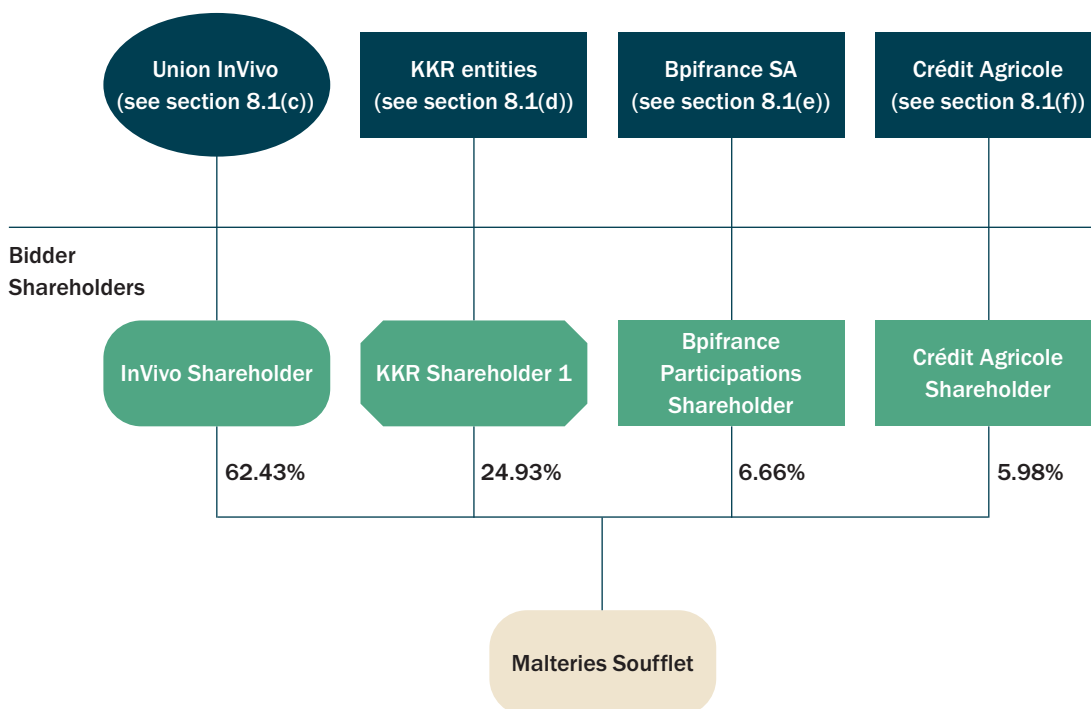 Union InVivo
(see section 8.1(c))
KKR entities
(see section 8.1(d))
Bpifrance SA
(see section 8.1(e))
Crédit Agricole
(see section 8.1(f))
Bidder
Shareholders
InVivo Shareholder
KKR Shareholder 1
Bpifrance
Participations
Shareholder
Crédit Agricole
Shareholder
62.43%
24.93%
6.66%
5.98%
Malteries Soufflet